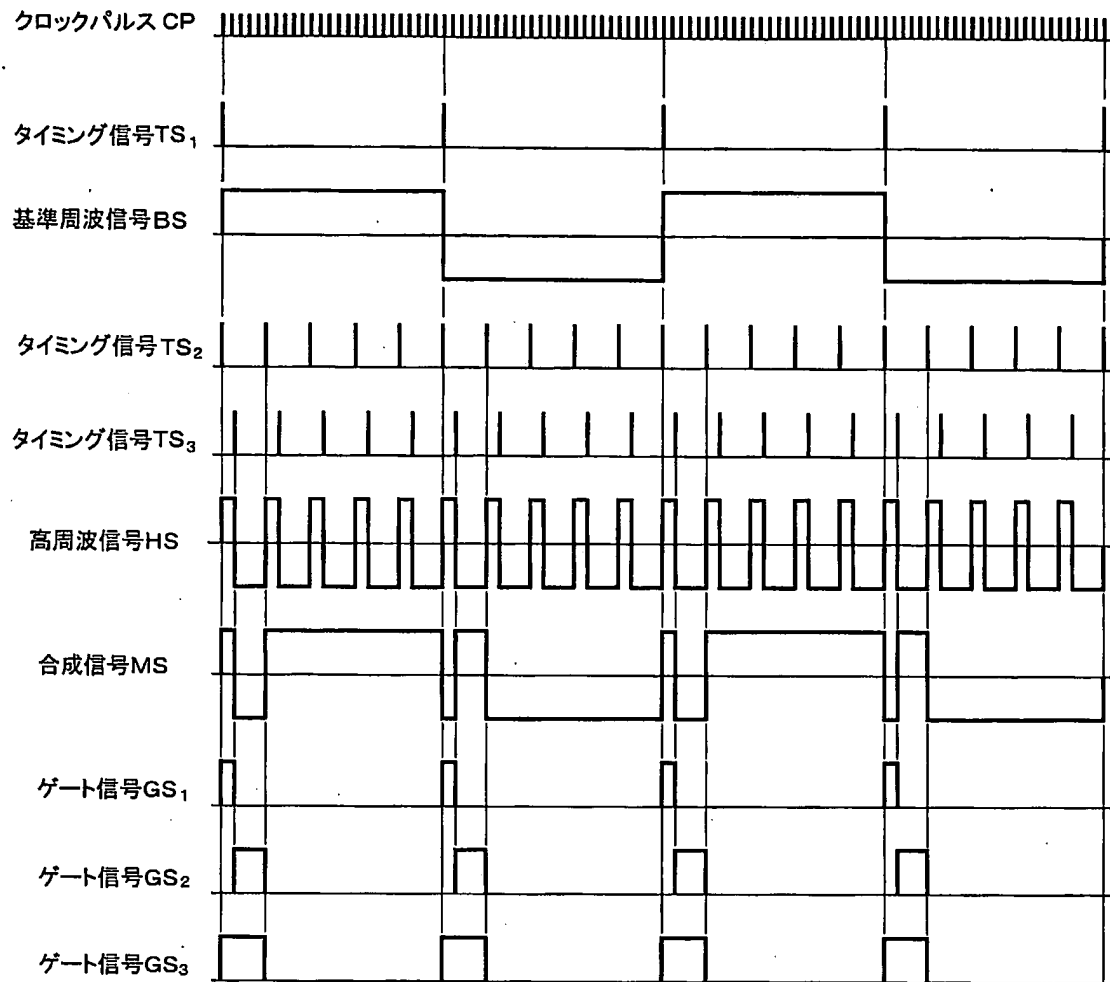 クロックパルス CP
タイミング信号TS₁
基準周波信号BS
タイミング信号TS₂
タイミング信号TS₃
高周波信号HS
合成信号MS
ゲート信号GS₁
ゲート信号GS₂
ゲート信号GS₃